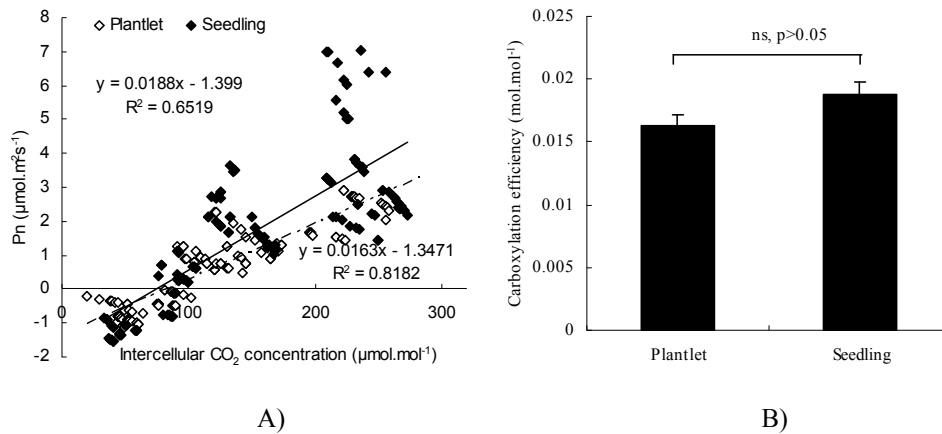 Plantlet Seedling
y = 0.0188x - 1.399
R² = 0.6519
y = 0.0163x - 1.3471
R² = 0.8182
Pn (µmol.m²s⁻¹)
8
7
6
5
4
3
2
1
0
-1
-2
0 100 200 300
Intercellular CO₂ concentration (µmol.mol⁻¹)
A)
Carboxylation efficiency (mol.mol⁻¹)
0.025
0.02
0.015
0.01
0.005
0
ns, p>0.05
Plantlet Seedling
B)